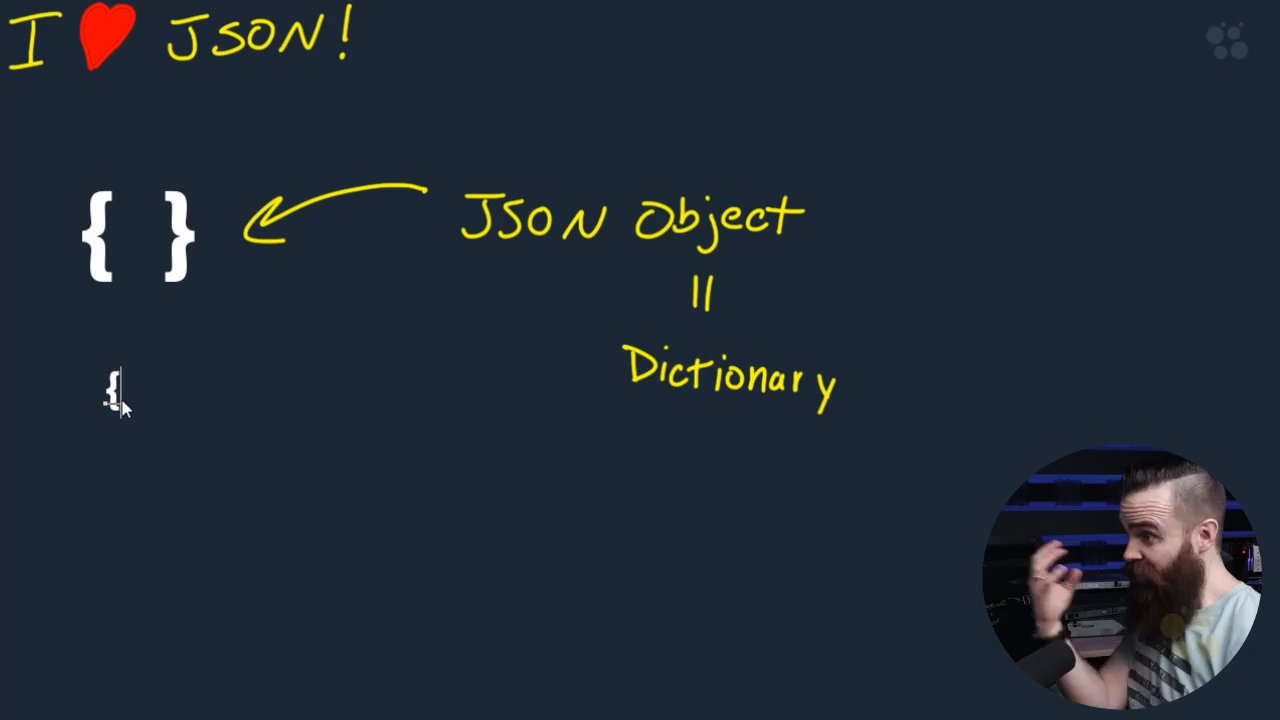 I ❤ JSON!
{ }
JSON Object
=
Dictionary
{